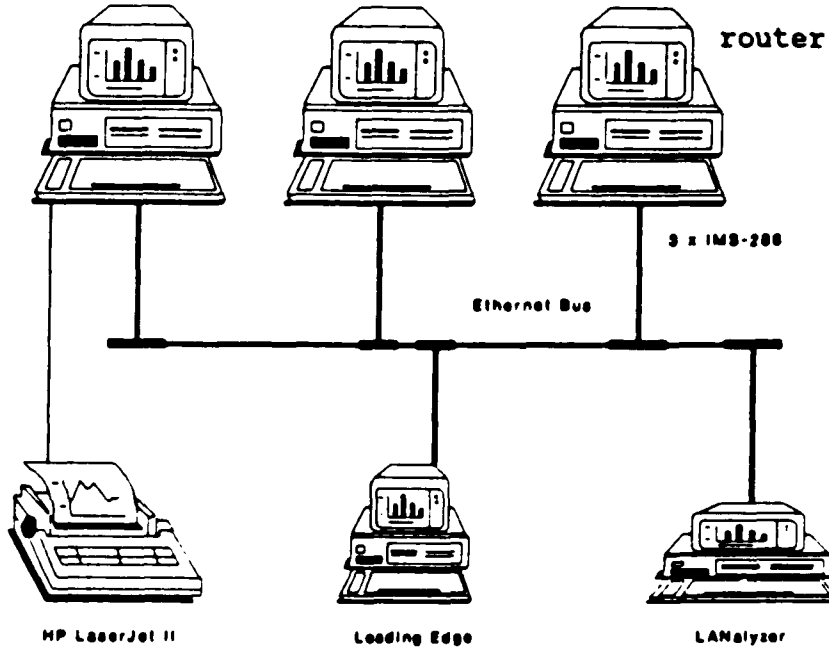 router
3 x IMS-286
Ethernet Bus
HP LaserJet II
Leading Edge
LANalyzer